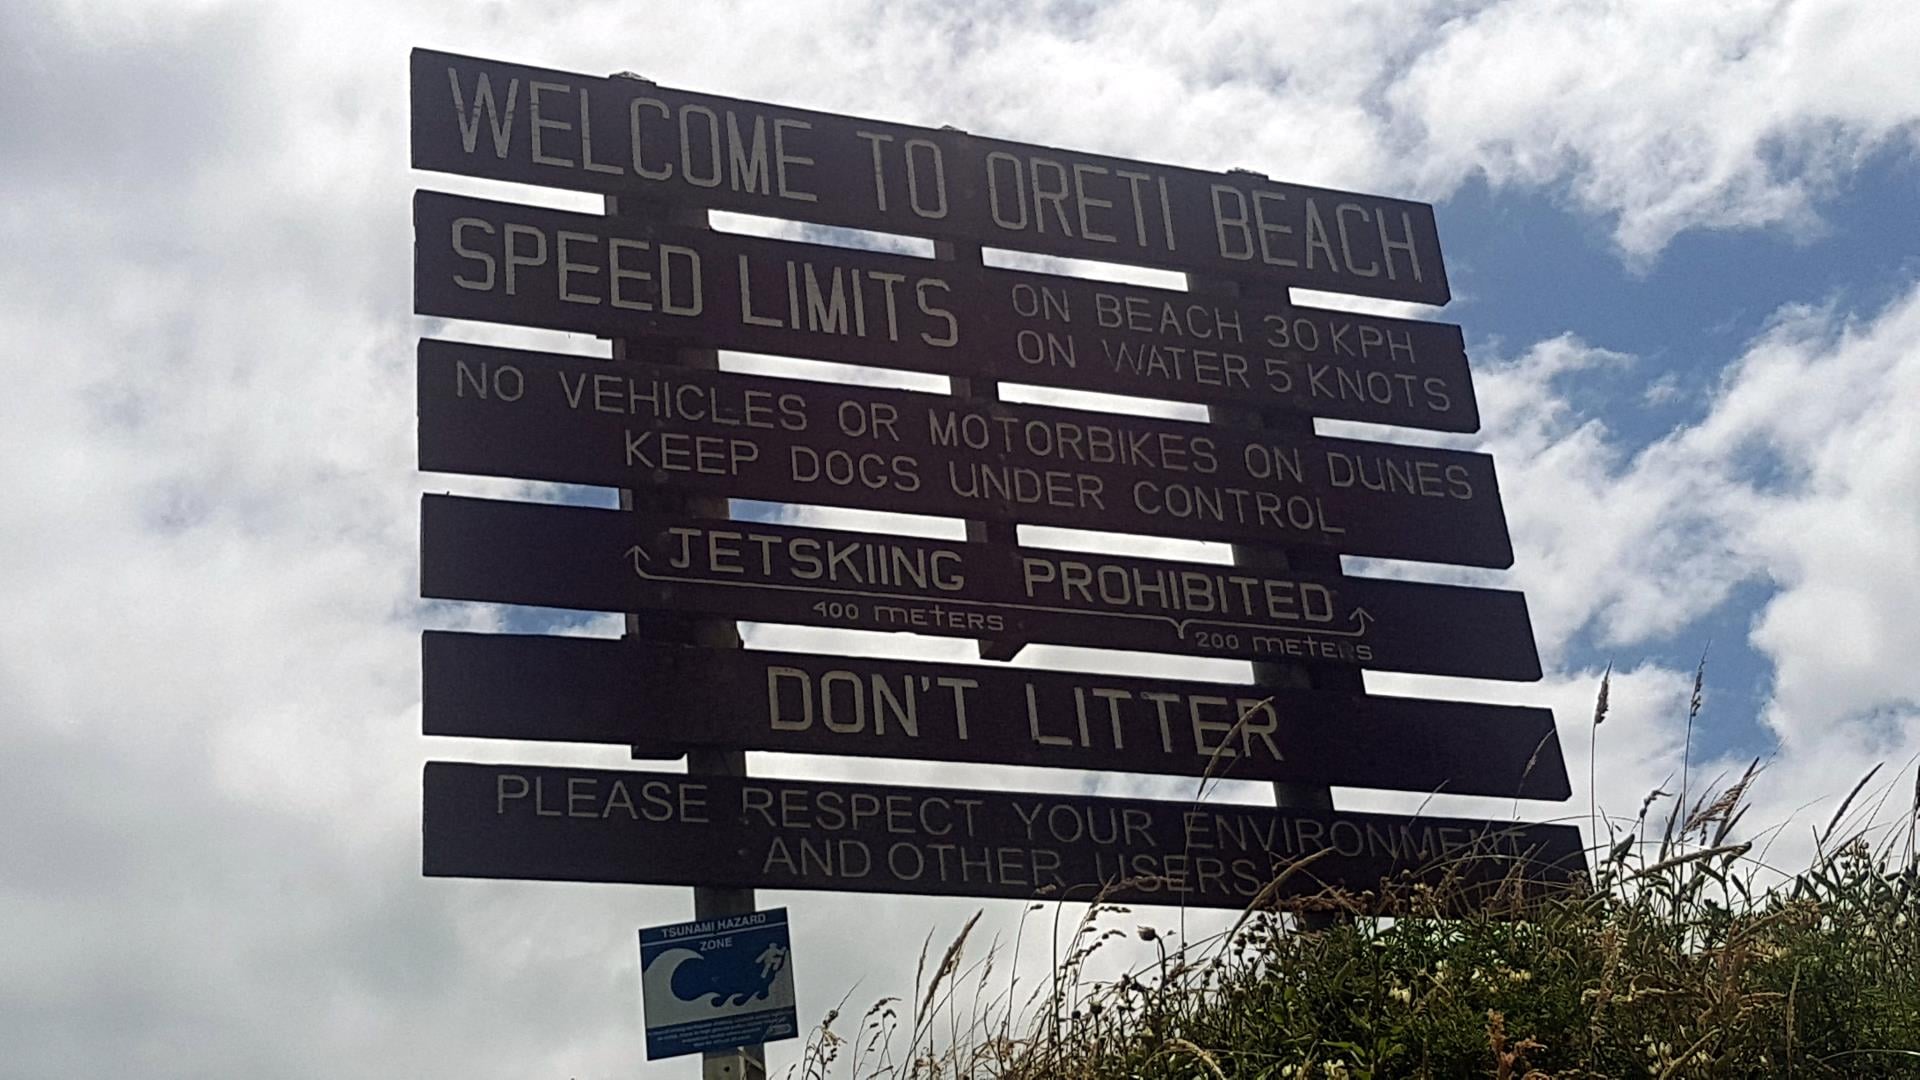 WELCOME TO ORETI BEACH
SPEED LIMITS
ON BEACH 30 KPH
ON WATER 5 KNOTS
NO VEHICLES OR MOTORBIKES ON DUNES
KEEP DOGS UNDER CONTROL
JETSKIING PROHIBITED
400 METERS
200 METERS
DON'T LITTER
PLEASE RESPECT YOUR ENVIRONMENT
AND OTHER USERS
TSUNAMI HAZARD
ZONE